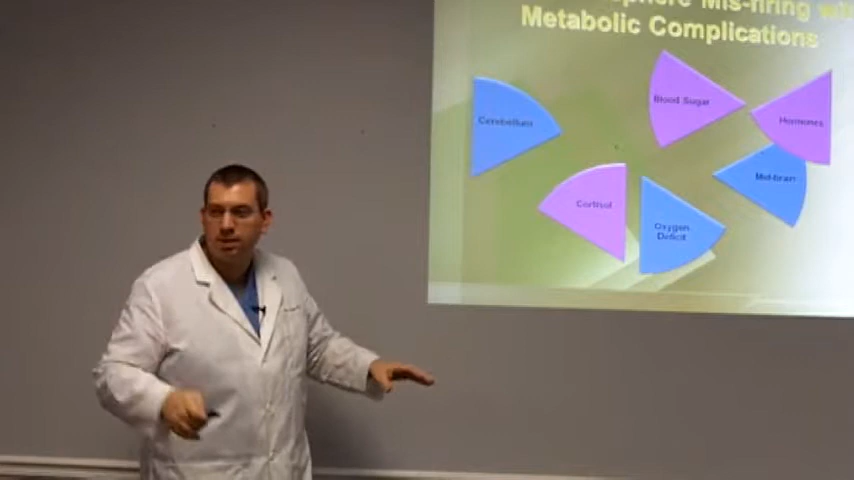 Mis-firing
Metabolic Complications
Cerebellum
Blood Sugar
Hormones
Mid-brain
Cortisol
Oxygen
Deficit